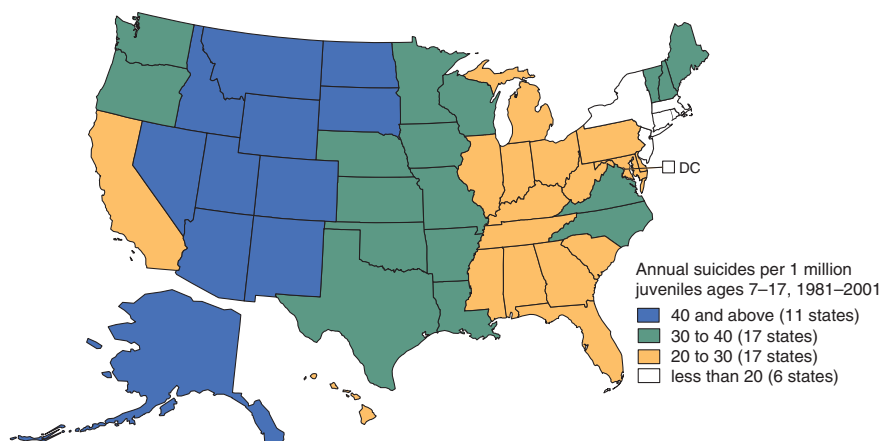 DC
Annual suicides per 1 million
juveniles ages 7–17, 1981–2001
40 and above (11 states)
30 to 40 (17 states)
20 to 30 (17 states)
less than 20 (6 states)